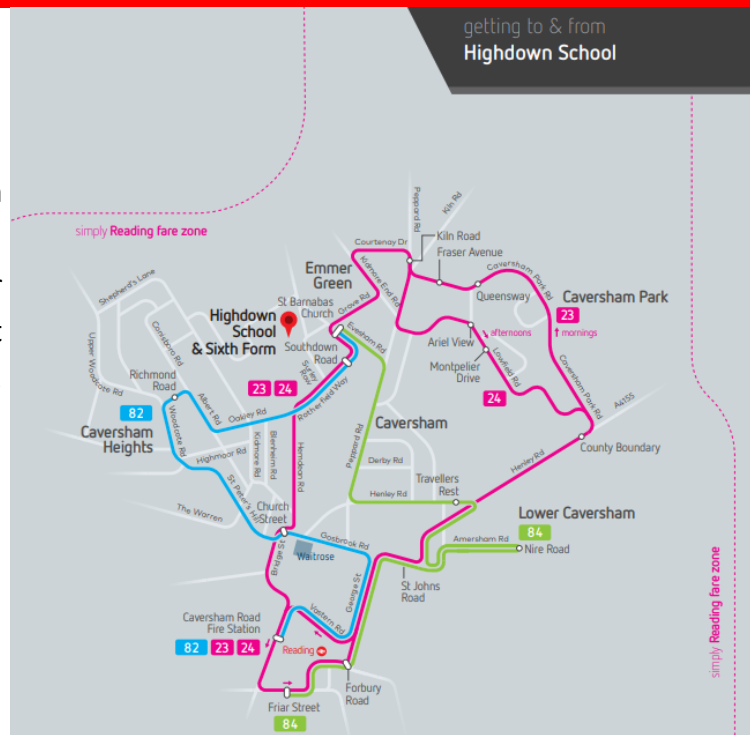 getting to & from
Highdown School
simply Reading fare zone
Peppard Rd
Kiln Rd
Courtenay Dr
Kiln Road
Fraser Avenue
Emmer
Green
Kidmore End Rd
Caversham Park Rd
Queensway
Caversham Park
23
↑ mornings
Shepherd's Lane
St Barnabas
Church
Grove Rd
Highdown
School
& Sixth Form
Evesham Rd
Southdown
Road
Ariel View
↘ afternoons
Montpelier
Drive
Lowfield Rd
24
Caversham Park Rd
A4155
Upper Woodcote Rd
Conisboro Rd
Richmond
Road
Surley Row
23 24
Rotherfield Way
82
Albert Rd
Oakley Rd
Woodcote Rd
Caversham
Heights
Highmoor Rd
Kidmore Rd
Blenheim Rd
Hemdean Rd
Peppard Rd
Caversham
Derby Rd
County Boundary
Henley Rd
Henley Rd
Travellers
Rest
St Peter's Hill
The Warren
Church
Street
Gosbrook Rd
Lower Caversham
84
Amersham Rd
Nire Road
Waitrose
Bridge St
George St
St Johns
Road
Vastern Rd
Caversham Road
Fire Station
82 23 24
Reading
Forbury
Road
Friar Street
84
simply Reading fare zone